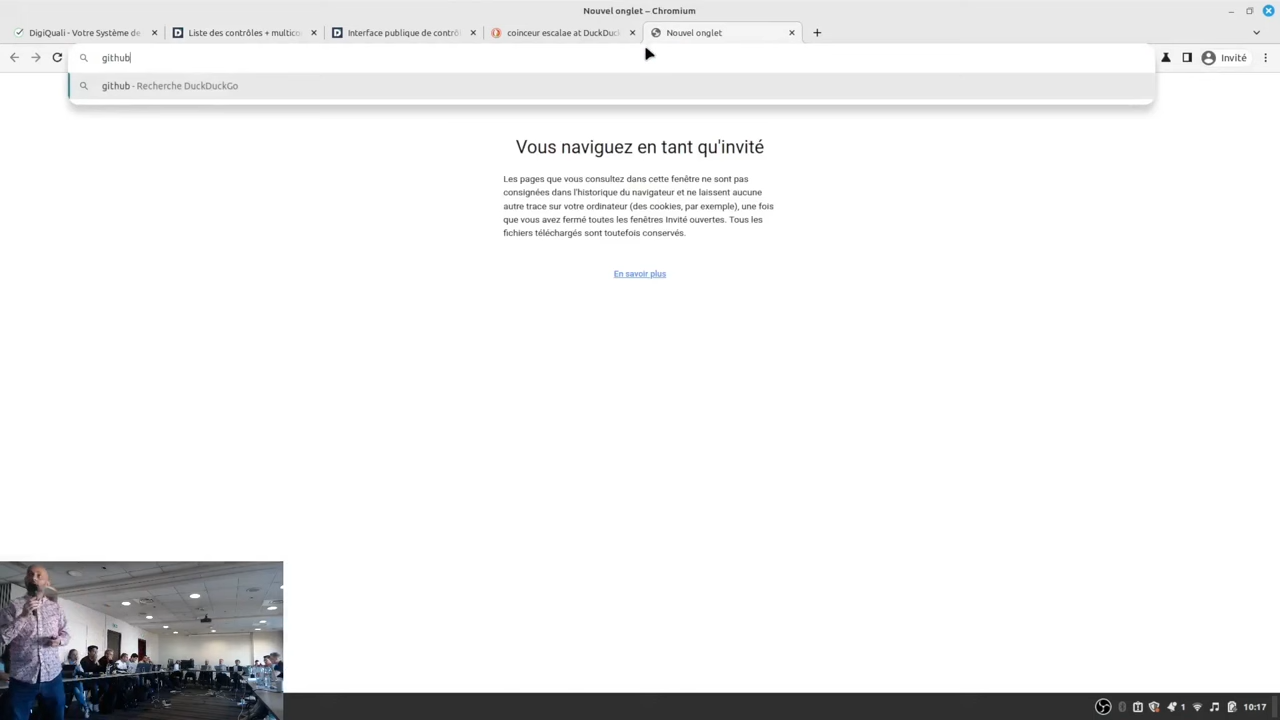 Nouvel onglet – Chromium
DigiQuali - Votre Système de
Liste des contrôles + multico
Interface publique de contrôl
coinceur escalae at DuckDuc
Nouvel onglet
github
Invité
github - Recherche DuckDuckGo
Vous naviguez en tant qu'invité
Les pages que vous consultez dans cette fenêtre ne sont pas
consignées dans l'historique du navigateur et ne laissent aucune
autre trace sur votre ordinateur (des cookies, par exemple), une fois
que vous avez fermé toutes les fenêtres Invité ouvertes. Tous les
fichiers téléchargés sont toutefois conservés.
En savoir plus
1
10:17